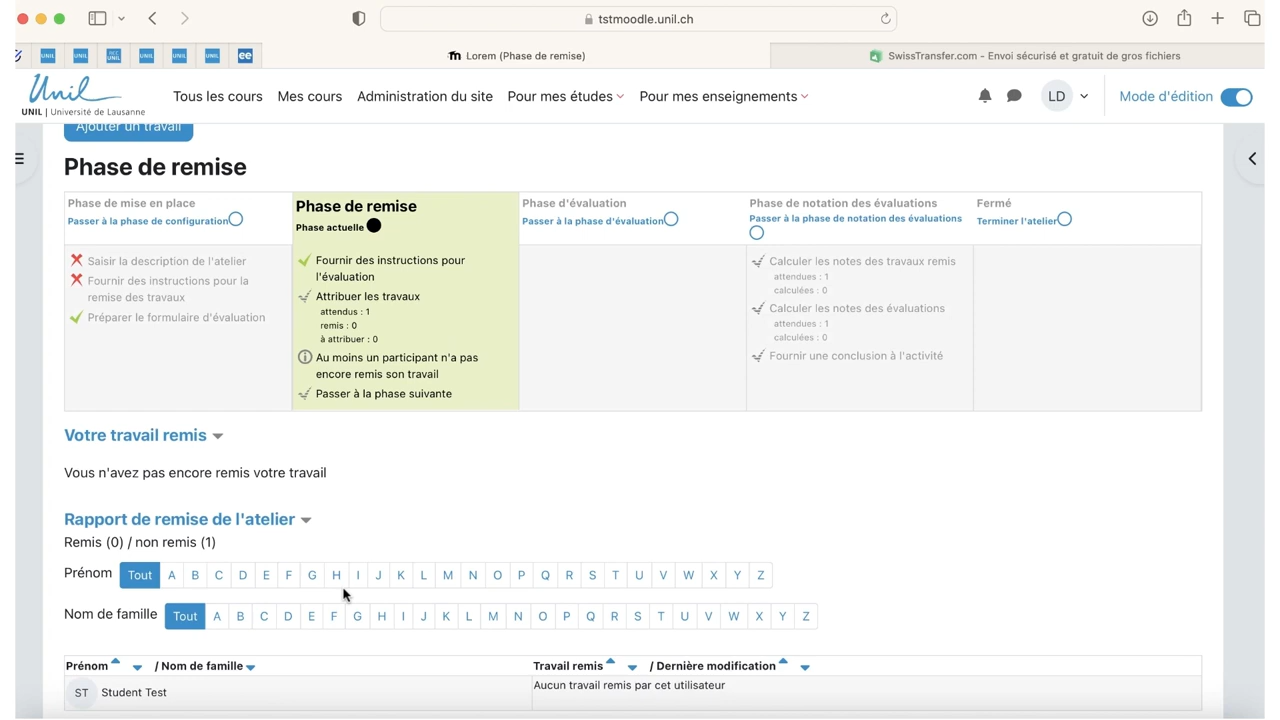 tstmoodle.unil.ch
UNIL
UNIL
UNIL
UNIL
UNIL
ee
Lorem (Phase de remise)
SwissTransfer.com - Envoi sécurisé et gratuit de gros fichiers
Unil
UNIL | Université de Lausanne
Tous les cours
Mes cours
Administration du site
Pour mes études
Pour mes enseignements
LD
Mode d'édition
Ajouter un travail
Phase de remise
Phase de mise en place
Passer à la phase de configuration
Phase de remise
Phase actuelle
Phase d'évaluation
Passer à la phase d'évaluation
Phase de notation des évaluations
Passer à la phase de notation des évaluations
Fermé
Terminer l'atelier
Saisir la description de l'atelier
Fournir des instructions pour la
remise des travaux
Préparer le formulaire d'évaluation
Fournir des instructions pour
l'évaluation
Attribuer les travaux
attendus : 1
remis : 0
à attribuer : 0
Au moins un participant n'a pas
encore remis son travail
Passer à la phase suivante
Calculer les notes des travaux remis
attendues : 1
calculées : 0
Calculer les notes des évaluations
attendues : 1
calculées : 0
Fournir une conclusion à l'activité
Votre travail remis
Vous n'avez pas encore remis votre travail
Rapport de remise de l'atelier
Remis (0) / non remis (1)
Prénom Tout A B C D E F G H I J K L M N O P Q R S T U V W X Y Z
Nom de famille Tout A B C D E F G H I J K L M N O P Q R S T U V W X Y Z
Prénom / Nom de famille
Travail remis / Dernière modification
ST Student Test
Aucun travail remis par cet utilisateur